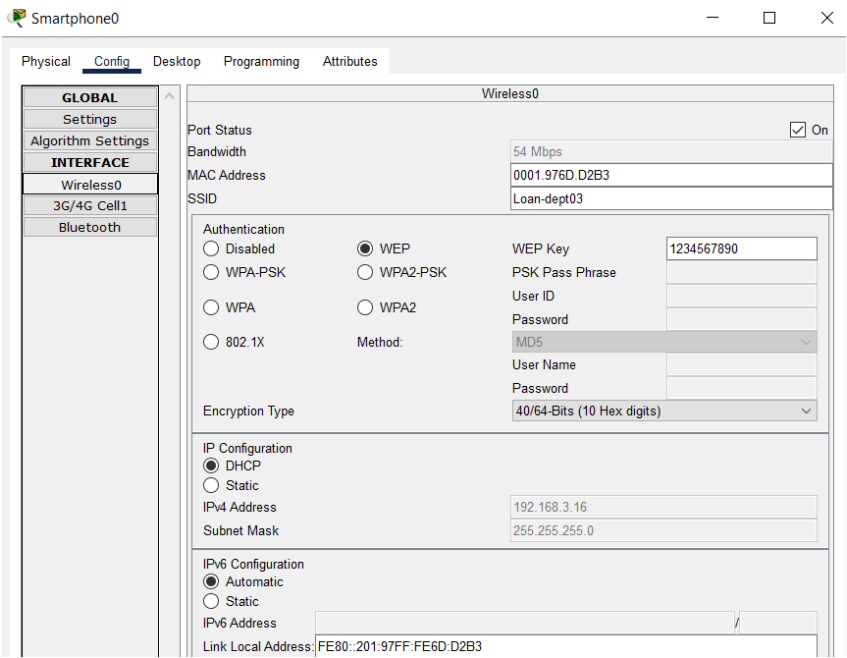 Smartphone0
Physical Config Desktop Programming Attributes
GLOBAL
Settings
Algorithm Settings
INTERFACE
Wireless0
3G/4G Cell1
Bluetooth
Wireless0
Port Status On
Bandwidth 54 Mbps
MAC Address 0001.976D.D2B3
SSID Loan-dept03
Authentication
Disabled WEP WEP Key 1234567890
WPA-PSK WPA2-PSK PSK Pass Phrase
User ID
WPA WPA2
Password
802.1X Method: MD5
User Name
Password
Encryption Type 40/64-Bits (10 Hex digits)
IP Configuration
DHCP
Static
IPv4 Address 192.168.3.16
Subnet Mask 255.255.255.0
IPv6 Configuration
Automatic
Static
IPv6 Address /
Link Local Address: FE80::201:97FF:FE6D:D2B3